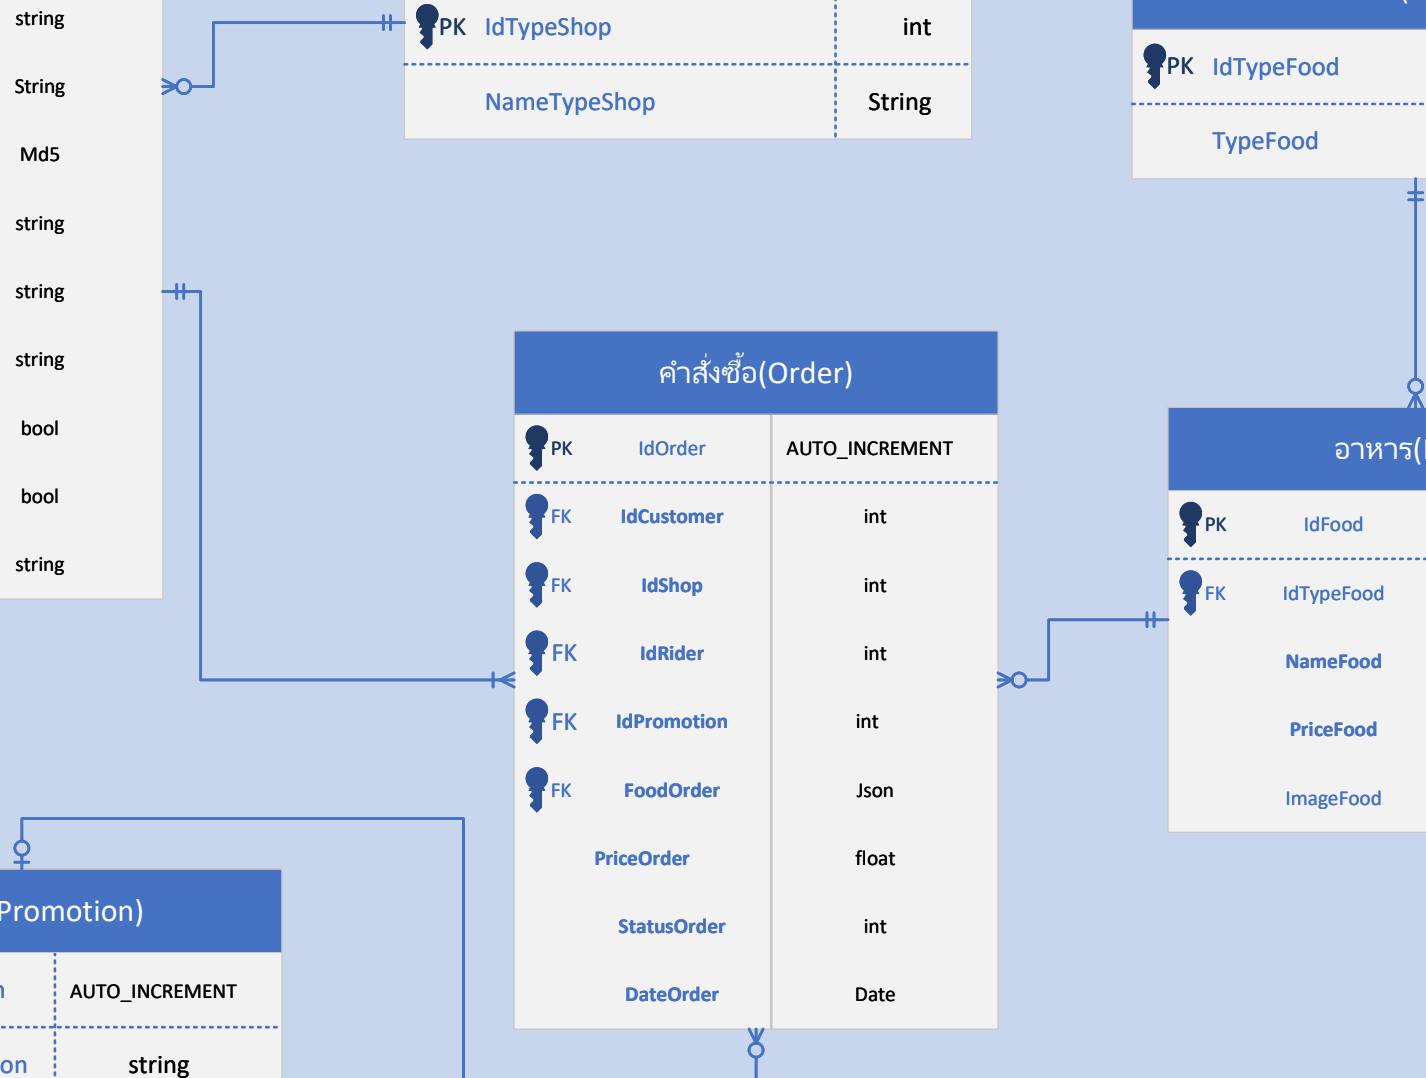 string
String
Md5
string
string
string
bool
bool
string
PK IdTypeShop int
NameTypeShop String
PK IdTypeFood
TypeFood
คำสั่งซื้อ(Order)
PK IdOrder AUTO_INCREMENT
FK IdCustomer int
FK IdShop int
FK IdRider int
FK IdPromotion int
FK FoodOrder Json
PriceOrder float
StatusOrder int
DateOrder Date
อาหาร(
PK IdFood
FK IdTypeFood
NameFood
PriceFood
ImageFood
Promotion)
AUTO_INCREMENT
on string